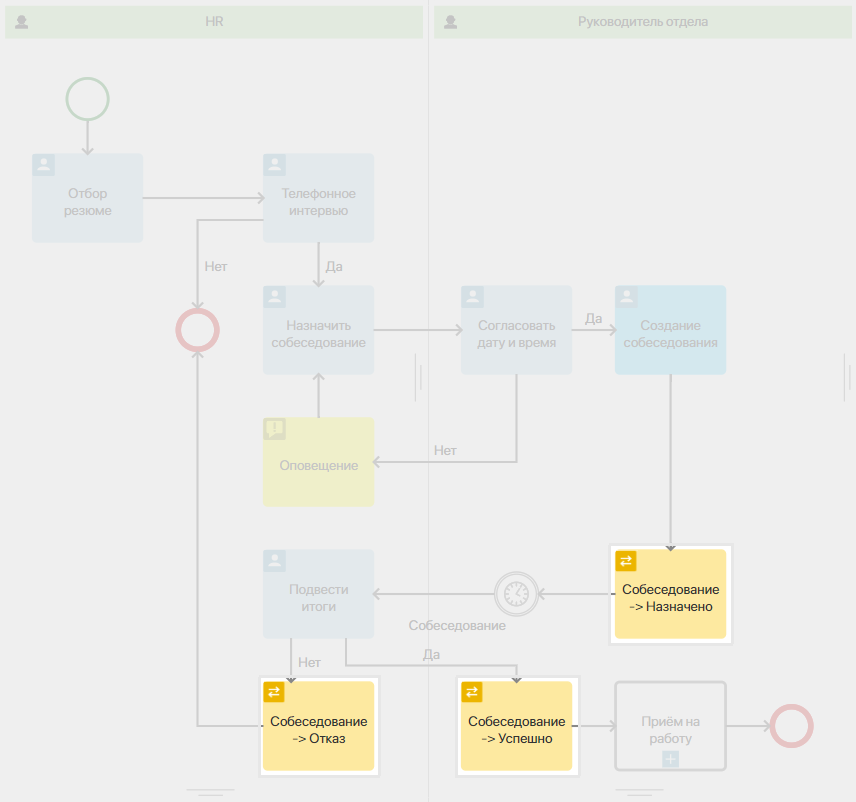 HR
Руководитель отдела
Отбор
резюме
Телефонное
интервью
Нет
Да
Назначить
собеседование
Согласовать
дату и время
Да
Создание
собеседования
Оповещение
Нет
Подвести
итоги
Собеседование
Собеседование
-> Назначено
Нет
Да
Собеседование
-> Отказ
Собеседование
-> Успешно
Приём на
работу